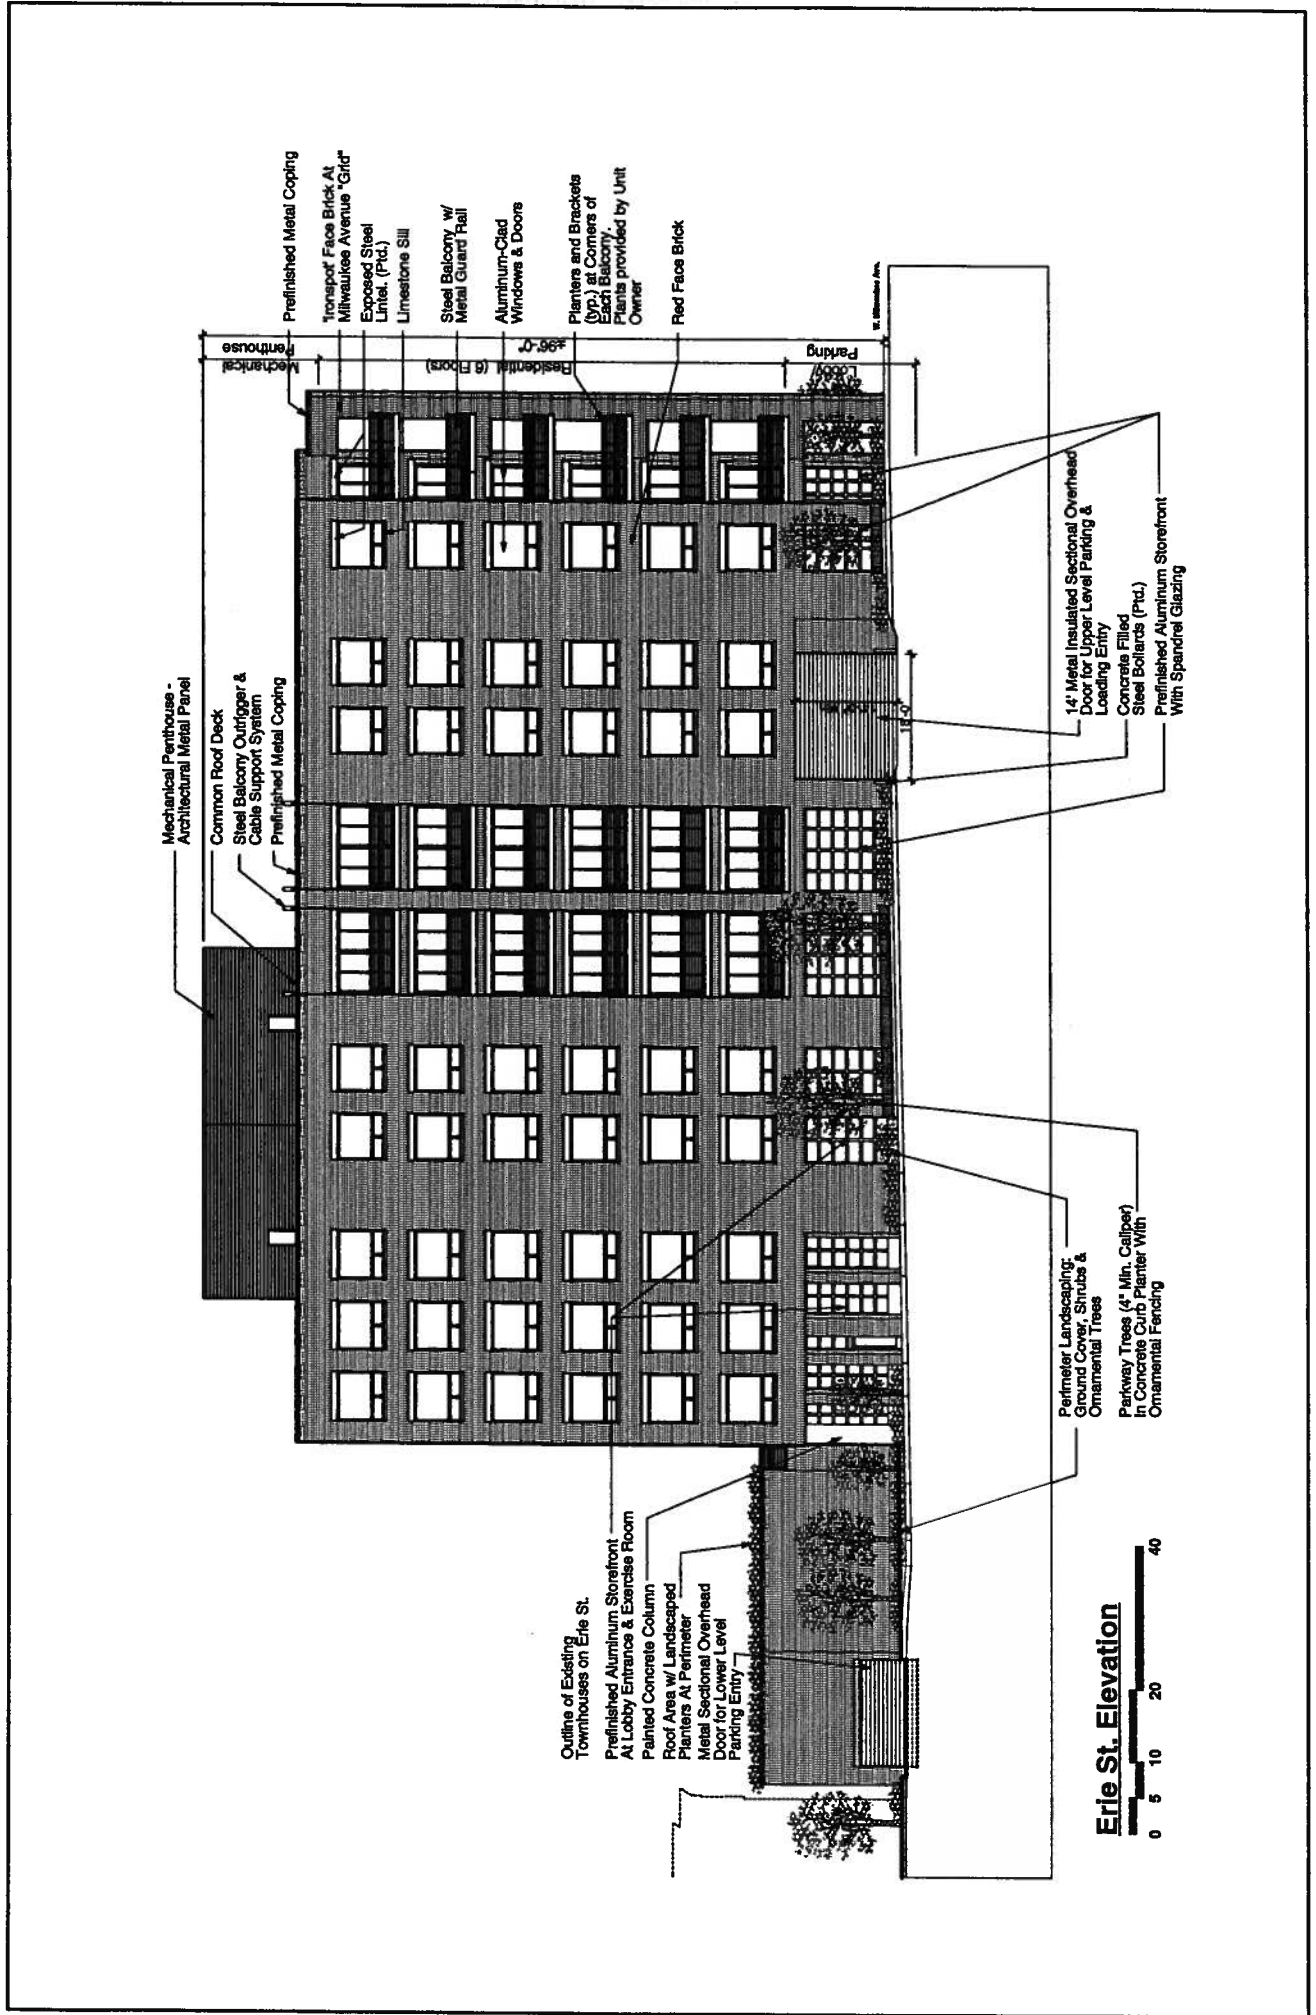 Mechanical Penthouse -
Architectural Metal Panel
Common Roof Deck
Steel Balcony Outrigger &
Cable Support System
Prefinished Metal Coping
Prefinished Metal Coping
"Ironspot" Face Brick At
Milwaukee Avenue "Grid"
Exposed Steel
Lintel. (Ptd.)
Limestone Sill
Steel Balcony w/
Metal Guard Rail
Aluminum-Clad
Windows & Doors
Planters and Brackets
(typ.) at Corners of
Each Balcony.
Plants provided by Unit
Owner
Red Face Brick
Mechanical
Penthouse
Residential (6 Floors)
±96'-0"
Lobby/
Parking
W. Milwaukee Ave.
18'-0"
Outline of Existing
Townhouses on Erie St.
Prefinished Aluminum Storefront
At Lobby Entrance & Exercise Room
Painted Concrete Column
Roof Area w/ Landscaped
Planters At Perimeter
Metal Sectional Overhead
Door for Lower Level
Parking Entry
Perimeter Landscaping:
Ground Cover, Shrubs &
Ornamental Trees
Parkway Trees (4" Min. Caliper)
In Concrete Curb Planter With
Ornamental Fencing
14' Metal Insulated Sectional Overhead
Door for Upper Level Parking &
Loading Entry
Concrete Filled
Steel Bollards (Ptd.)
Prefinished Aluminum Storefront
With Spandrel Glazing
Erie St. Elevation
0 5 10 20 40